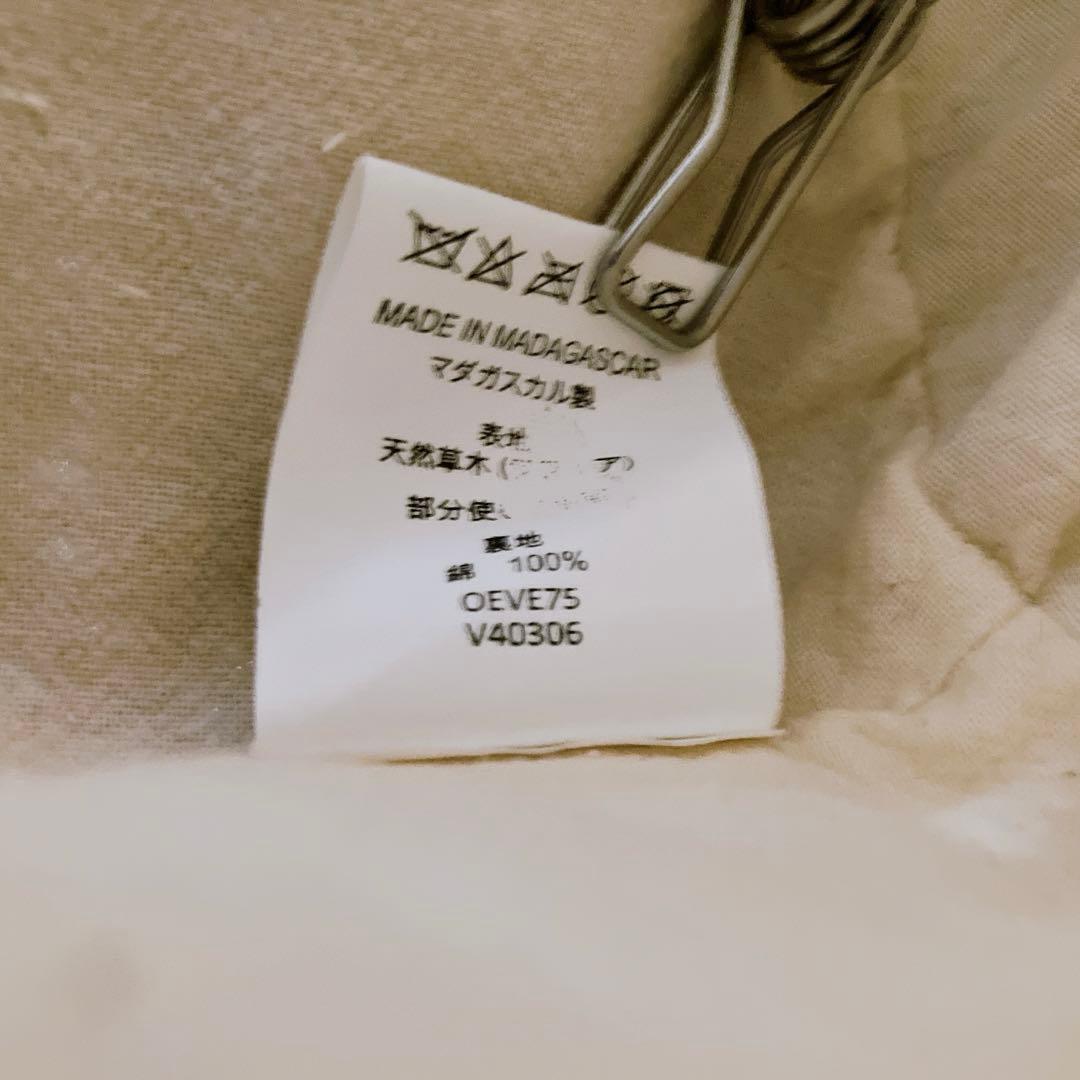 MADE IN MADAGASCAR
マダガスカル製
表地
天然草木
部分使
裏地
綿 100%
OEVE75
V40306